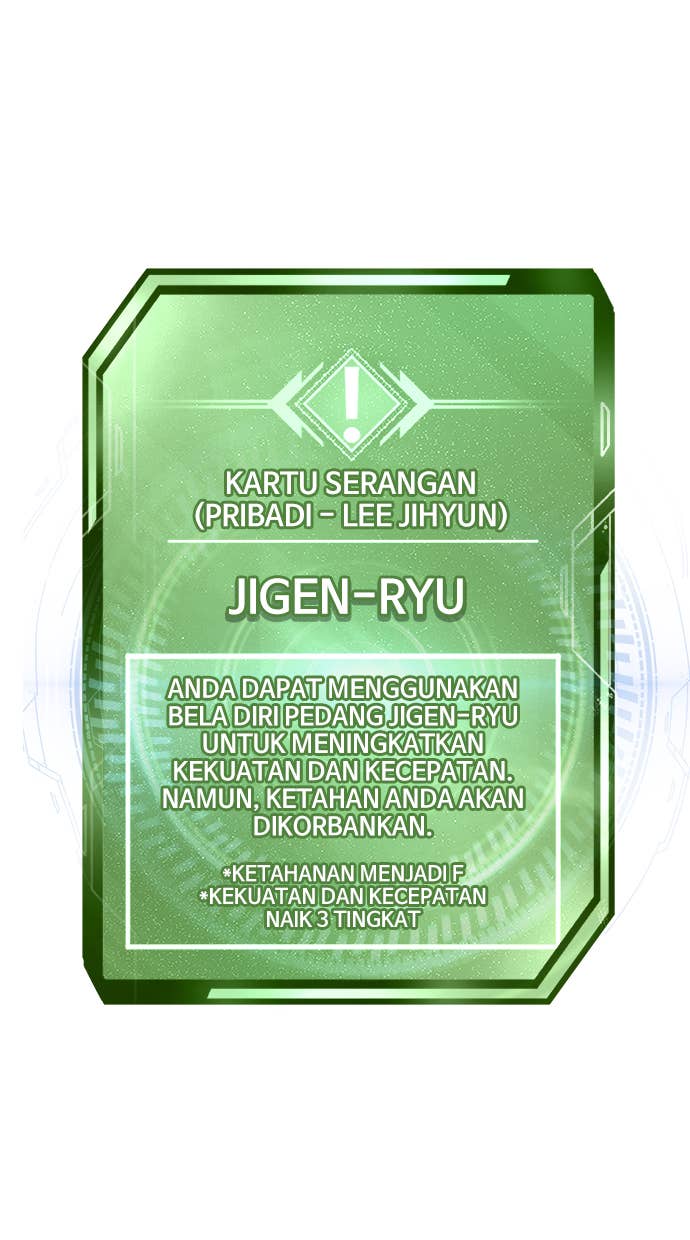 !
KARTU SERANGAN
(PRIBADI - LEE JIHYUN)
JIGEN-RYU
ANDA DAPAT MENGGUNAKAN
BELA DIRI PEDANG JIGEN-RYU
UNTUK MENINGKATKAN
KEKUATAN DAN KECEPATAN.
NAMUN, KETAHAN ANDA AKAN
DIKORBANKAN.
*KETAHANAN MENJADI F
*KEKUATAN DAN KECEPATAN
NAIK 3 TINGKAT